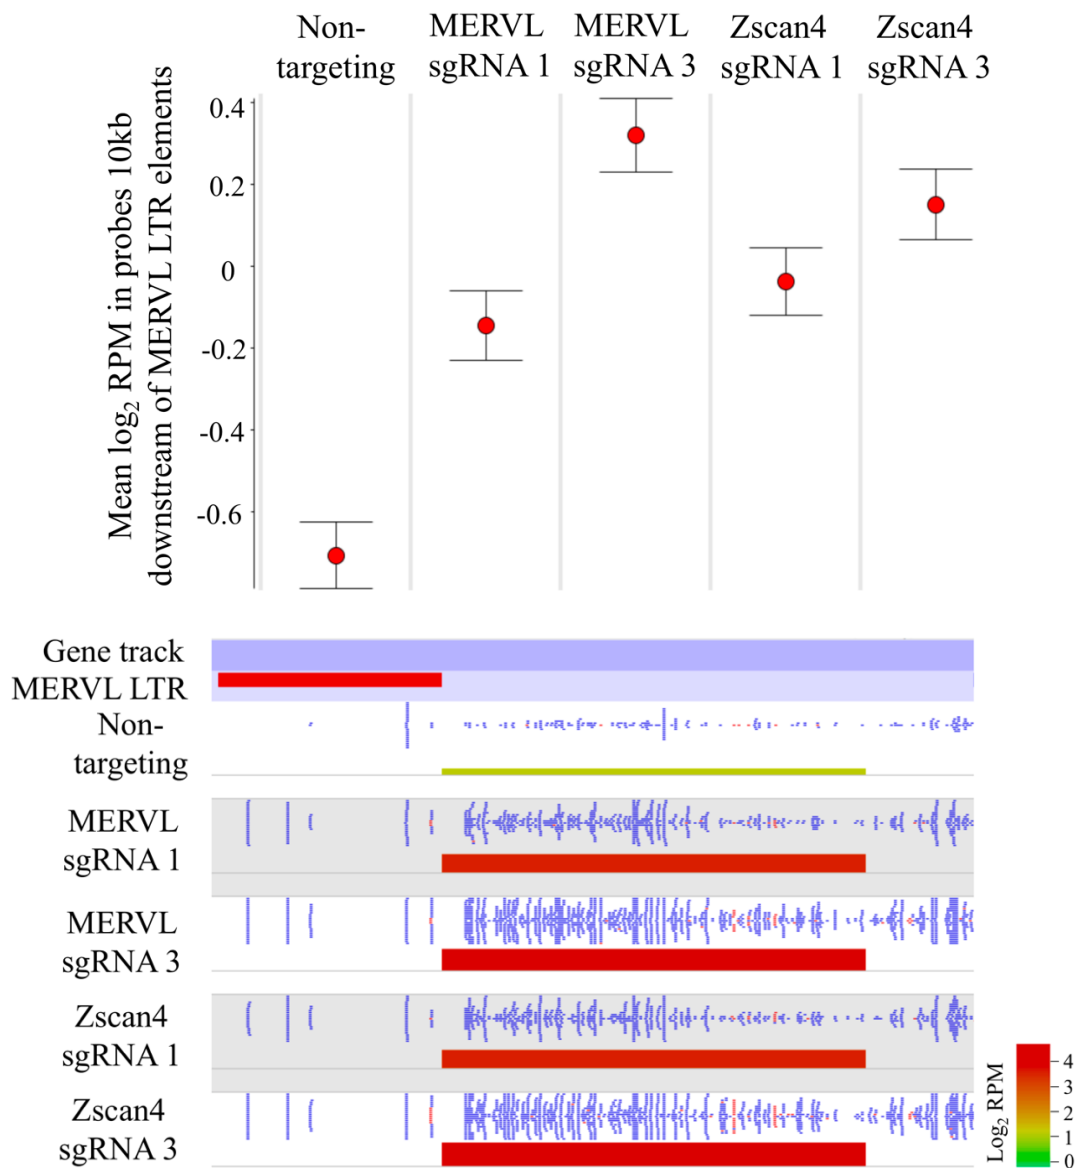 Non-
targeting
MERVL
sgRNA 1
MERVL
sgRNA 3
Zscan4
sgRNA 1
Zscan4
sgRNA 3
Mean log₂ RPM in probes 10kb
downstream of MERVL LTR elements
0.4
0.2
0
-0.2
-0.4
-0.6
Gene track
MERVL LTR
Non-
targeting
MERVL
sgRNA 1
MERVL
sgRNA 3
Zscan4
sgRNA 1
Zscan4
sgRNA 3
Log₂ RPM
4
3
2
1
0